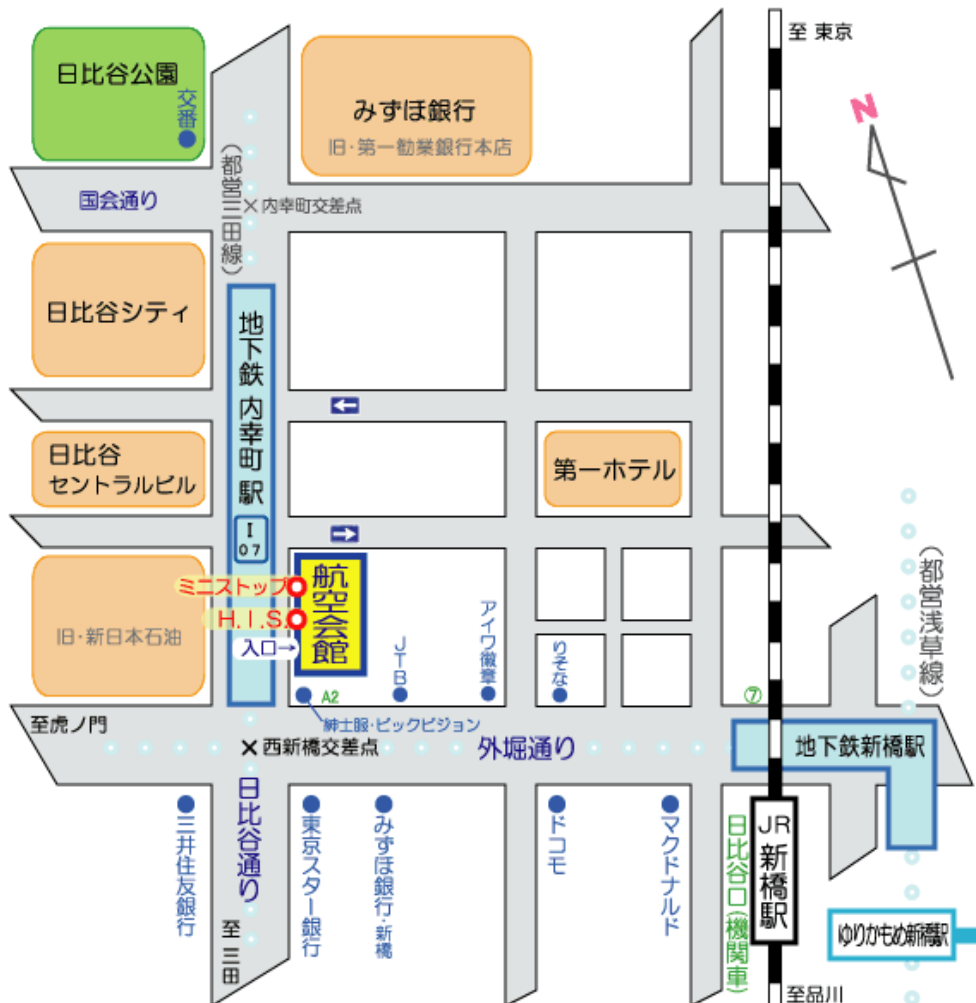 至 東京
日比谷公園
交番
みずほ銀行
旧・第一勧業銀行本店
N
(都営三田線)
国会通り
×内幸町交差点
日比谷シティ
地下鉄 内幸町 駅
I
07
←
日比谷
セントラルビル
第一ホテル
→
航空会館
ミニストップ
H.I.S.
入口→
旧・新日本石油
JTB
アイワ徽章
りそな
(都営浅草線)
A2
紳士服・ビックビジョン
⑦
至虎ノ門
×西新橋交差点
外堀通り
地下鉄新橋駅
日比谷通り
三井住友銀行
東京スター銀行
みずほ銀行・新橋
ドコモ
マクドナルド
日比谷口(機関車)
JR 新橋駅
ゆりかもめ新橋駅
至 三田
至品川